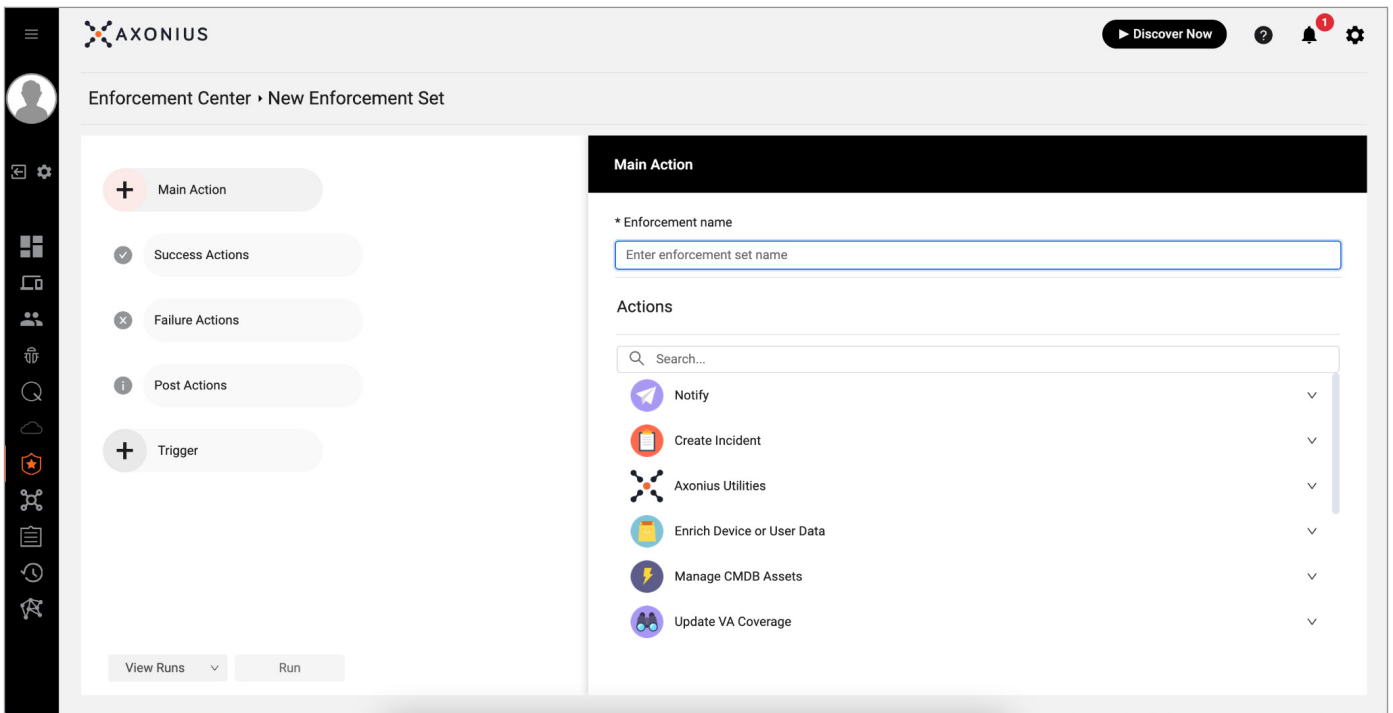 AXONIUS
▶ Discover Now
1
Enforcement Center ▸ New Enforcement Set
Main Action
Success Actions
Failure Actions
Post Actions
Trigger
View Runs
Run
Main Action
* Enforcement name
Enter enforcement set name
Actions
Search...
Notify
Create Incident
Axonius Utilities
Enrich Device or User Data
Manage CMDB Assets
Update VA Coverage